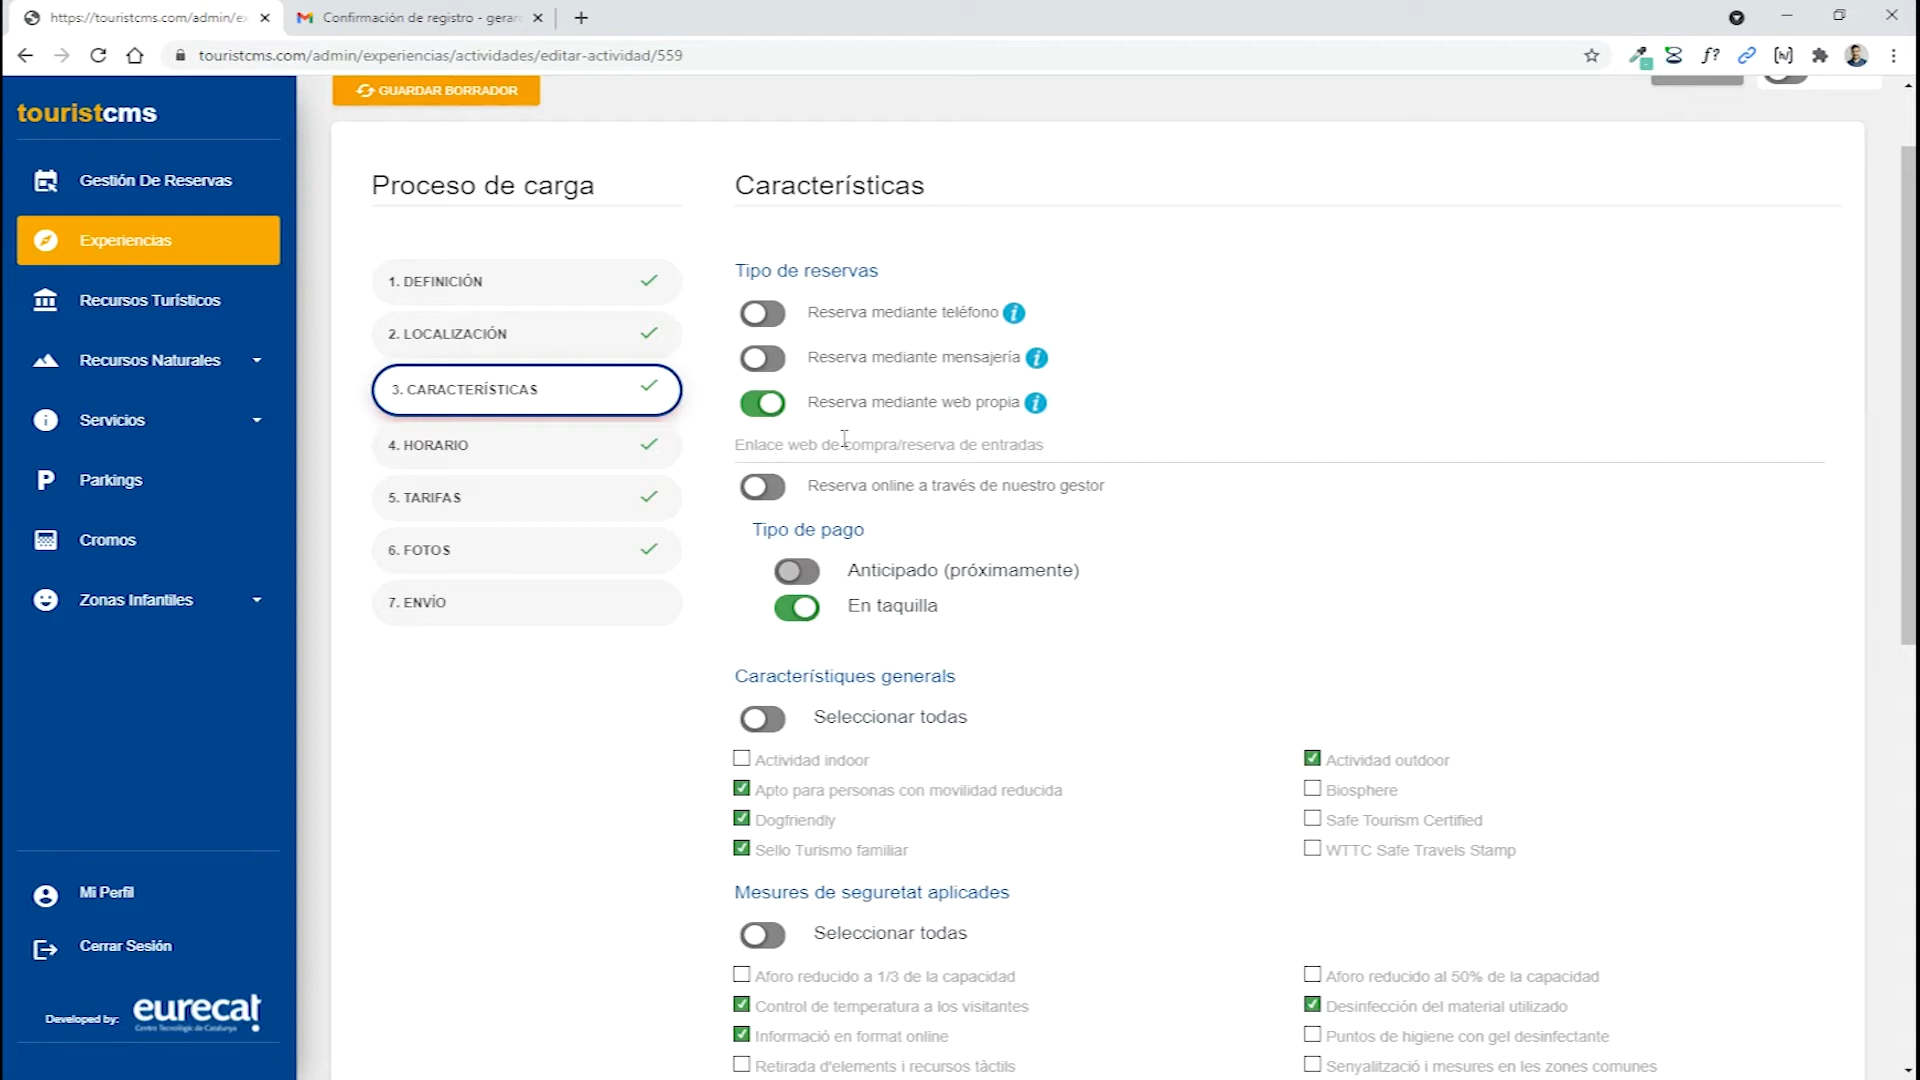 https://touristcms.com/admin/ex
Confirmación de registro - gerar
touristcms.com/admin/experiencias/actividades/editar-actividad/559
f?
touristcms
Gestión De Reservas
Experiencias
Recursos Turísticos
Recursos Naturales
Servicios
Parkings
Cromos
Zonas Infantiles
Mi Perfil
Cerrar Sesión
Developed by:
eurecat
Centre Tecnològic de Catalunya
GUARDAR BORRADOR
Proceso de carga
1. DEFINICIÓN
2. LOCALIZACIÓN
3. CARACTERÍSTICAS
4. HORARIO
5. TARIFAS
6. FOTOS
7. ENVÍO
Características
Tipo de reservas
Reserva mediante teléfono
Reserva mediante mensajería
Reserva mediante web propia
Enlace web de compra/reserva de entradas
Reserva online a través de nuestro gestor
Tipo de pago
Anticipado (próximamente)
En taquilla
Característiques generals
Seleccionar todas
Actividad indoor
Actividad outdoor
Apto para personas con movilidad reducida
Biosphere
Dogfriendly
Safe Tourism Certified
Sello Turismo familiar
WTTC Safe Travels Stamp
Mesures de seguretat aplicades
Seleccionar todas
Aforo reducido a 1/3 de la capacidad
Aforo reducido al 50% de la capacidad
Control de temperatura a los visitantes
Desinfección del material utilizado
Informació en format online
Puntos de higiene con gel desinfectante
Retirada d'elements i recursos tàctils
Senyalització i mesures en les zones comunes